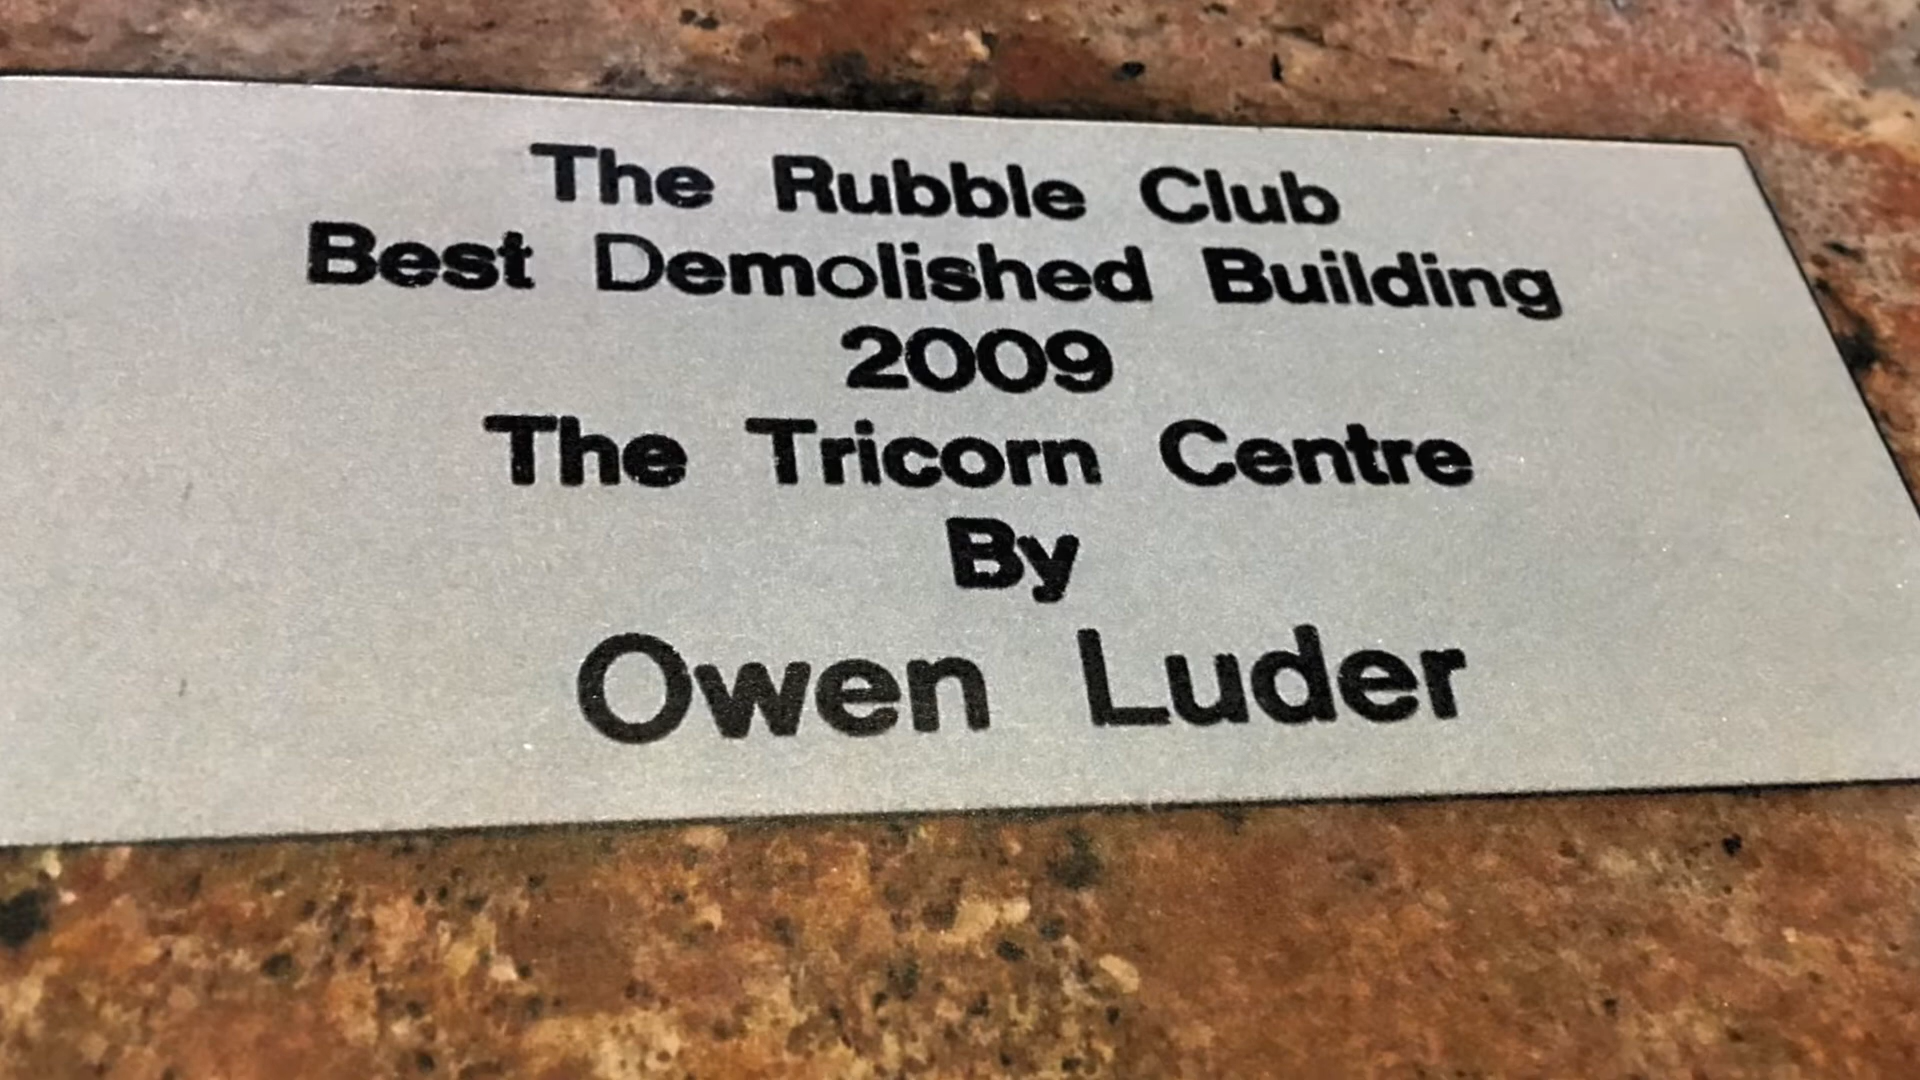 The Rubble Club
Best Demolished Building
2009
The Tricorn Centre
By
Owen Luder